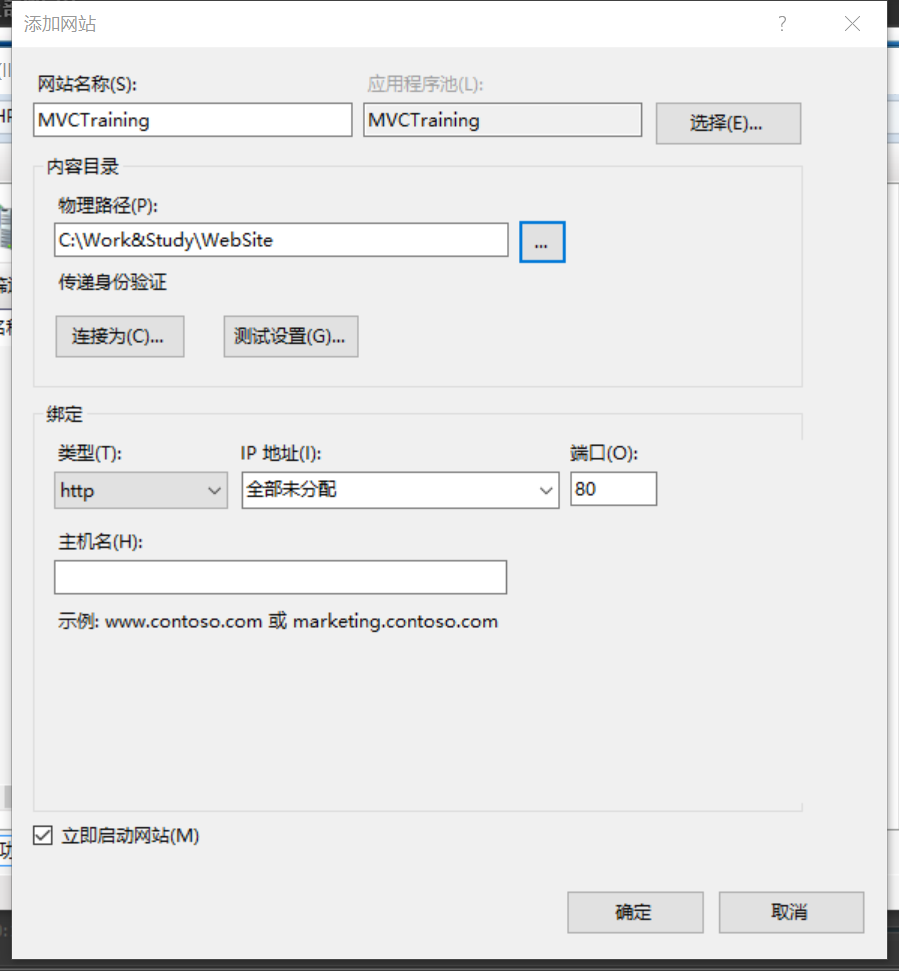 添加网站
?
网站名称(S):
应用程序池(L):
MVCTraining
MVCTraining
选择(E)...
内容目录
物理路径(P):
C:\Work&Study\WebSite
...
传递身份验证
连接为(C)...
测试设置(G)...
绑定
类型(T):
IP 地址(I):
端口(O):
http
全部未分配
80
主机名(H):
示例: www.contoso.com 或 marketing.contoso.com
立即启动网站(M)
确定
取消